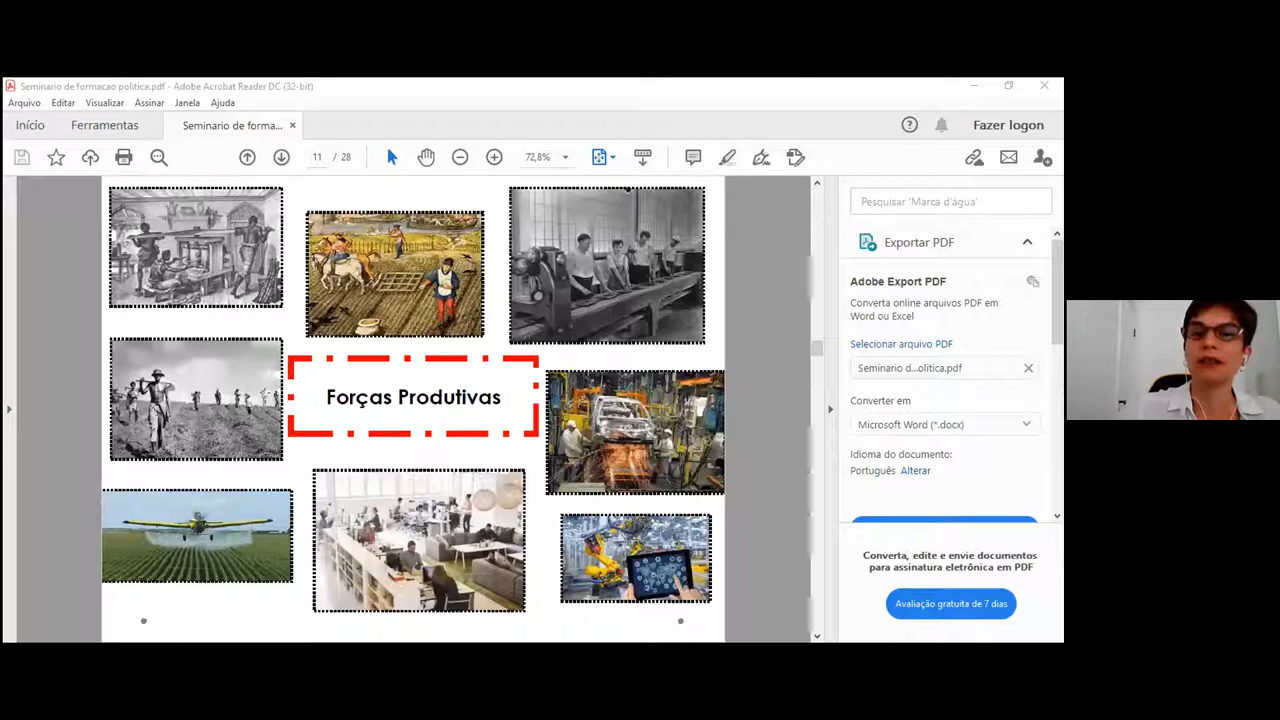 Seminario de formacao politica.pdf - Adobe Acrobat Reader DC (32-bit)
Arquivo Editar Visualizar Assinar Janela Ajuda
Início Ferramentas Seminario de forma... ×
Fazer logon
11 / 28 72,8%
Forças Produtivas
Pesquisar 'Marca d'água'
Exportar PDF
Adobe Export PDF
Converta online arquivos PDF em
Word ou Excel
Selecionar arquivo PDF
Seminario d...olitica.pdf ×
Converter em
Microsoft Word (*.docx)
Idioma do documento:
Português Alterar
Converta, edite e envie documentos
para assinatura eletrônica em PDF
Avaliação gratuita de 7 dias